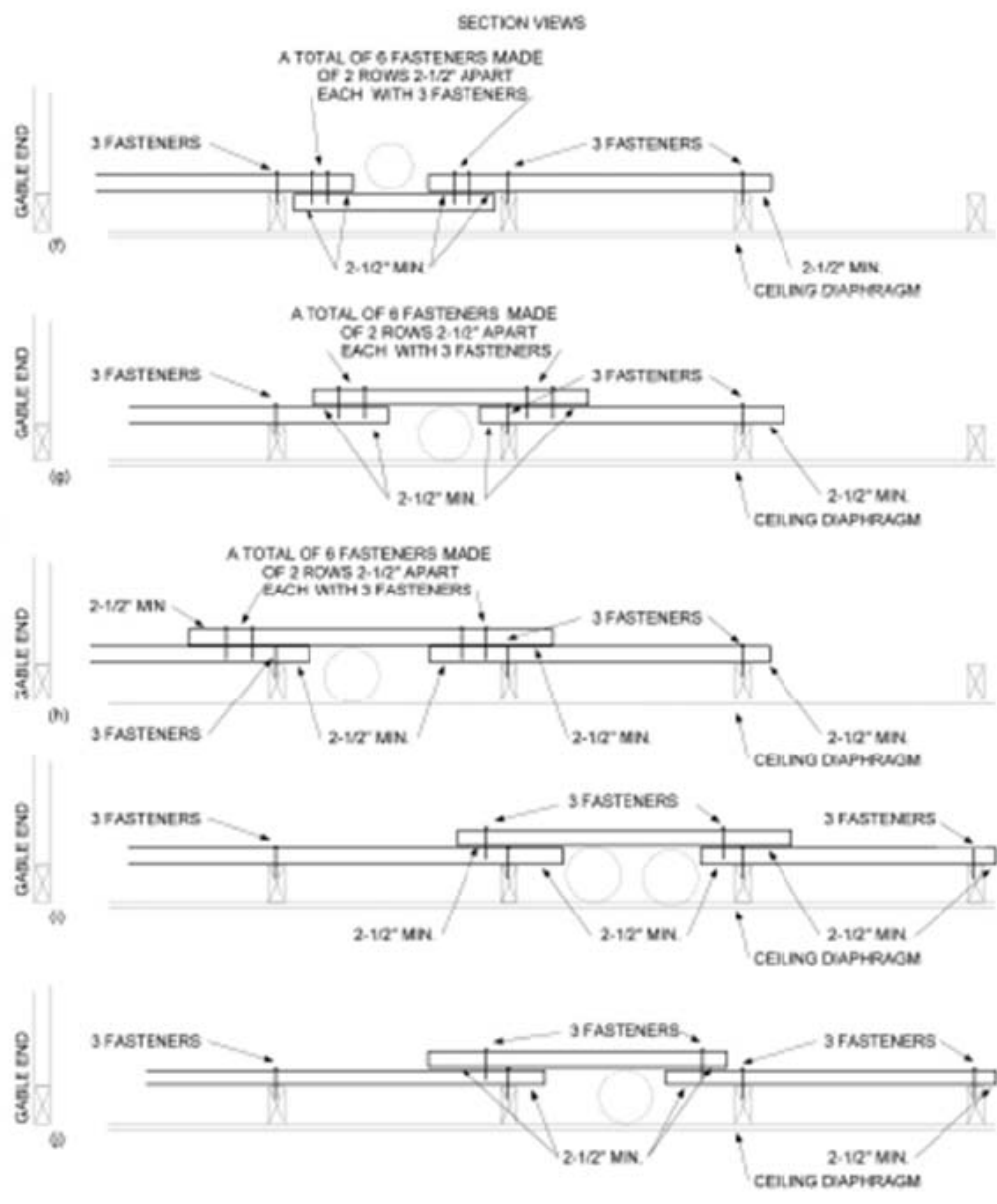 SECTION VIEWS
A TOTAL OF 6 FASTENERS MADE
OF 2 ROWS 2-1/2" APART
EACH WITH 3 FASTENERS
3 FASTENERS
3 FASTENERS
GABLE END
(f)
2-1/2" MIN.
2-1/2" MIN.
CEILING DIAPHRAGM
A TOTAL OF 6 FASTENERS MADE
OF 2 ROWS 2-1/2" APART
EACH WITH 3 FASTENERS
3 FASTENERS
3 FASTENERS
GABLE END
(g)
2-1/2" MIN.
2-1/2" MIN.
CEILING DIAPHRAGM
A TOTAL OF 6 FASTENERS MADE
OF 2 ROWS 2-1/2" APART
EACH WITH 3 FASTENERS
2-1/2" MIN
3 FASTENERS
GABLE END
(h)
3 FASTENERS
2-1/2" MIN.
2-1/2" MIN.
2-1/2" MIN.
CEILING DIAPHRAGM
3 FASTENERS
3 FASTENERS
3 FASTENERS
GABLE END
(i)
2-1/2" MIN.
2-1/2" MIN.
2-1/2" MIN.
CEILING DIAPHRAGM
3 FASTENERS
3 FASTENERS
3 FASTENERS
GABLE END
(j)
2-1/2" MIN.
2-1/2" MIN.
CEILING DIAPHRAGM